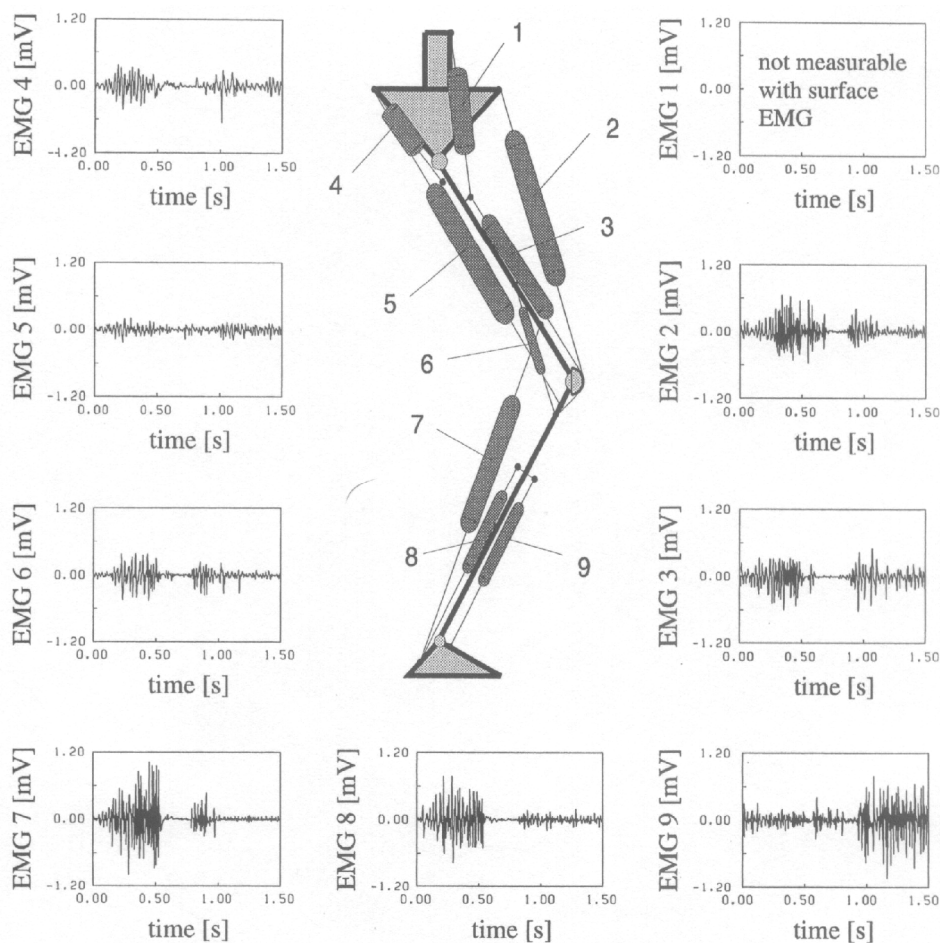 1.20
0.00
-1.20
EMG 4 [mV]
0.00 0.50 1.00 1.50
time [s]
1
2
3
4
5
6
7
8
9
1.20
0.00
-1.20
EMG 1 [mV]
not measurable
with surface
EMG
0.00 0.50 1.00 1.50
time [s]
1.20
0.00
-1.20
EMG 5 [mV]
0.00 0.50 1.00 1.50
time [s]
1.20
0.00
-1.20
EMG 2 [mV]
0.00 0.50 1.00 1.50
time [s]
1.20
0.00
-1.20
EMG 6 [mV]
0.00 0.50 1.00 1.50
time [s]
1.20
0.00
-1.20
EMG 3 [mV]
0.00 0.50 1.00 1.50
time [s]
1.20
0.00
-1.20
EMG 7 [mV]
0.00 0.50 1.00 1.50
time [s]
1.20
0.00
-1.20
EMG 8 [mV]
0.00 0.50 1.00 1.50
time [s]
1.20
0.00
-1.20
EMG 9 [mV]
0.00 0.50 1.00 1.50
time [s]